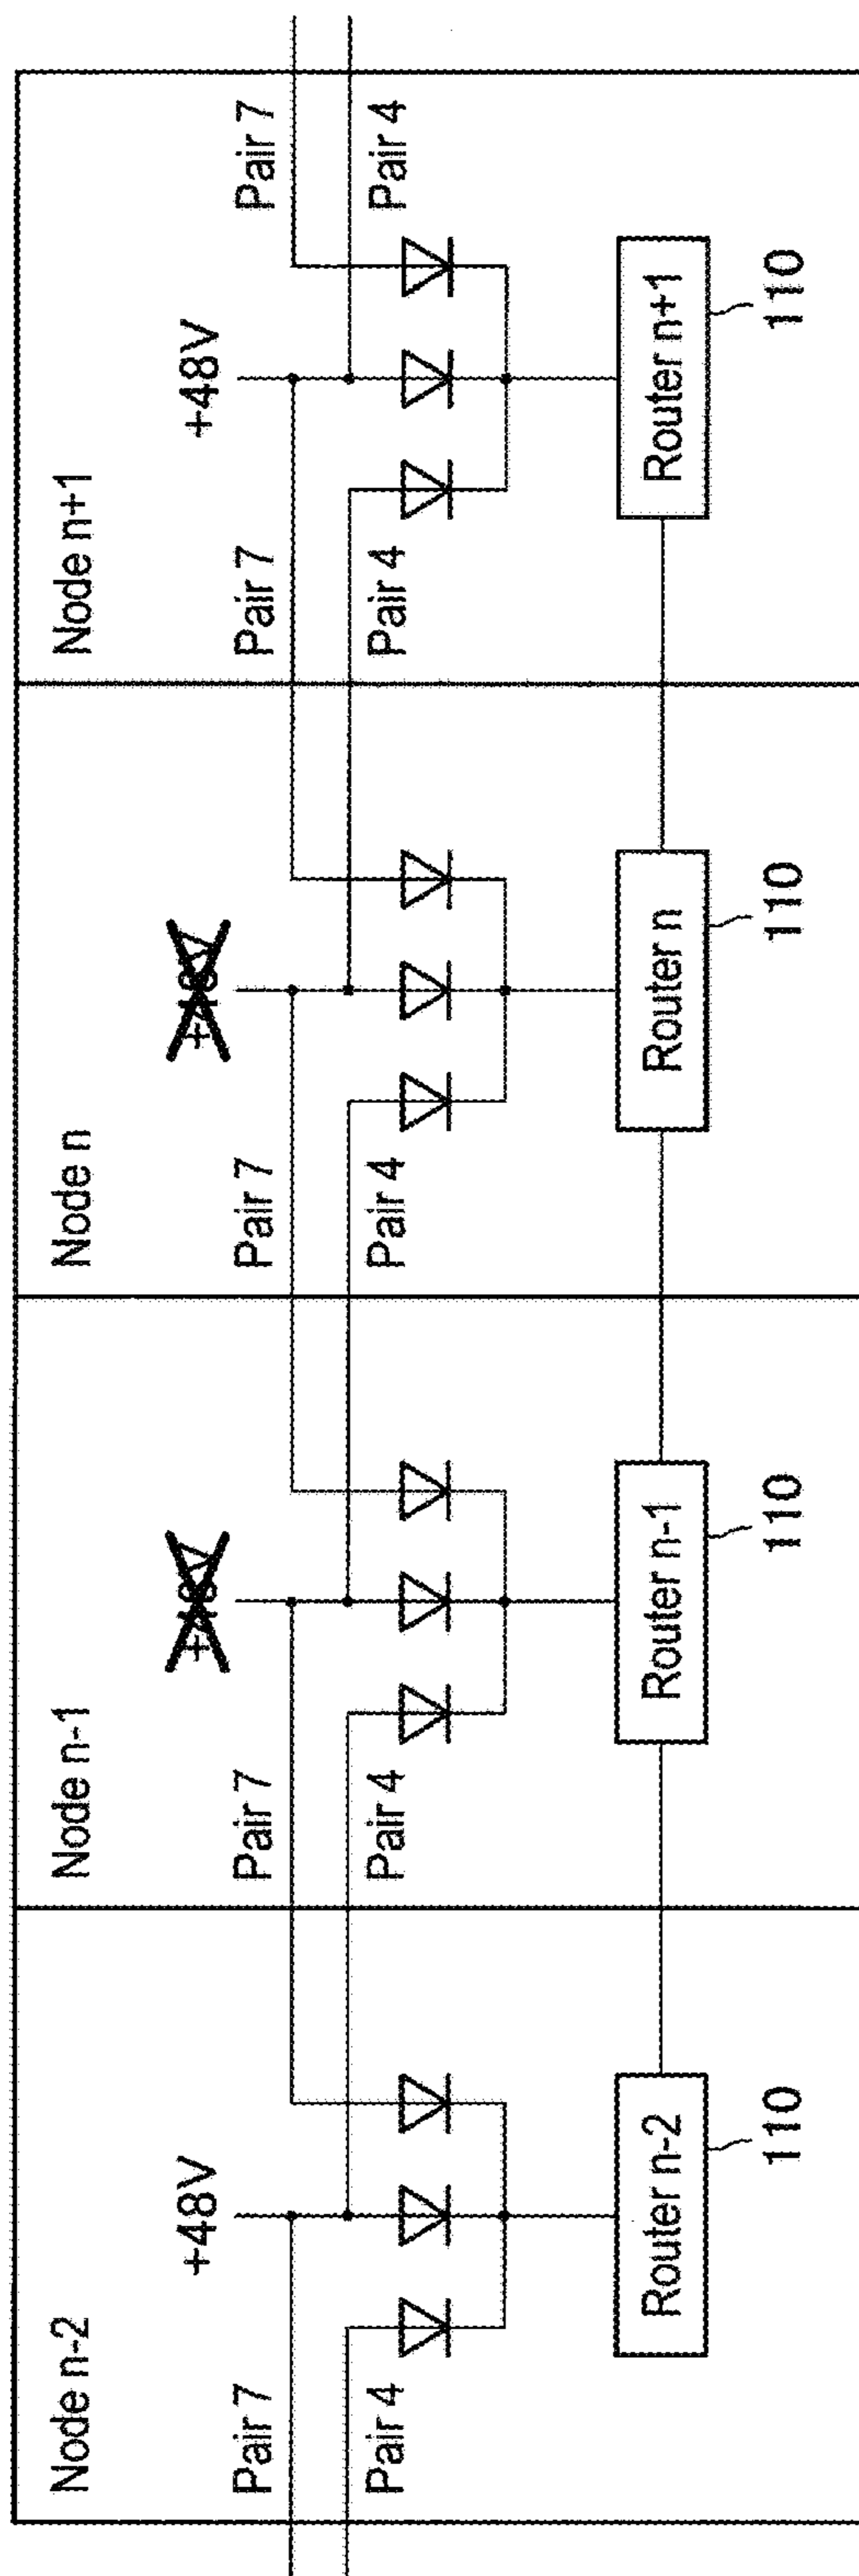 Node n-2
Node n-1
Node n
Node n+1
+48V
+48V
+48V
+48V
Pair 7
Pair 7
Pair 7
Pair 7
Pair 7
Pair 4
Pair 4
Pair 4
Pair 4
Pair 4
Router n-2
Router n-1
Router n
Router n+1
110
110
110
110